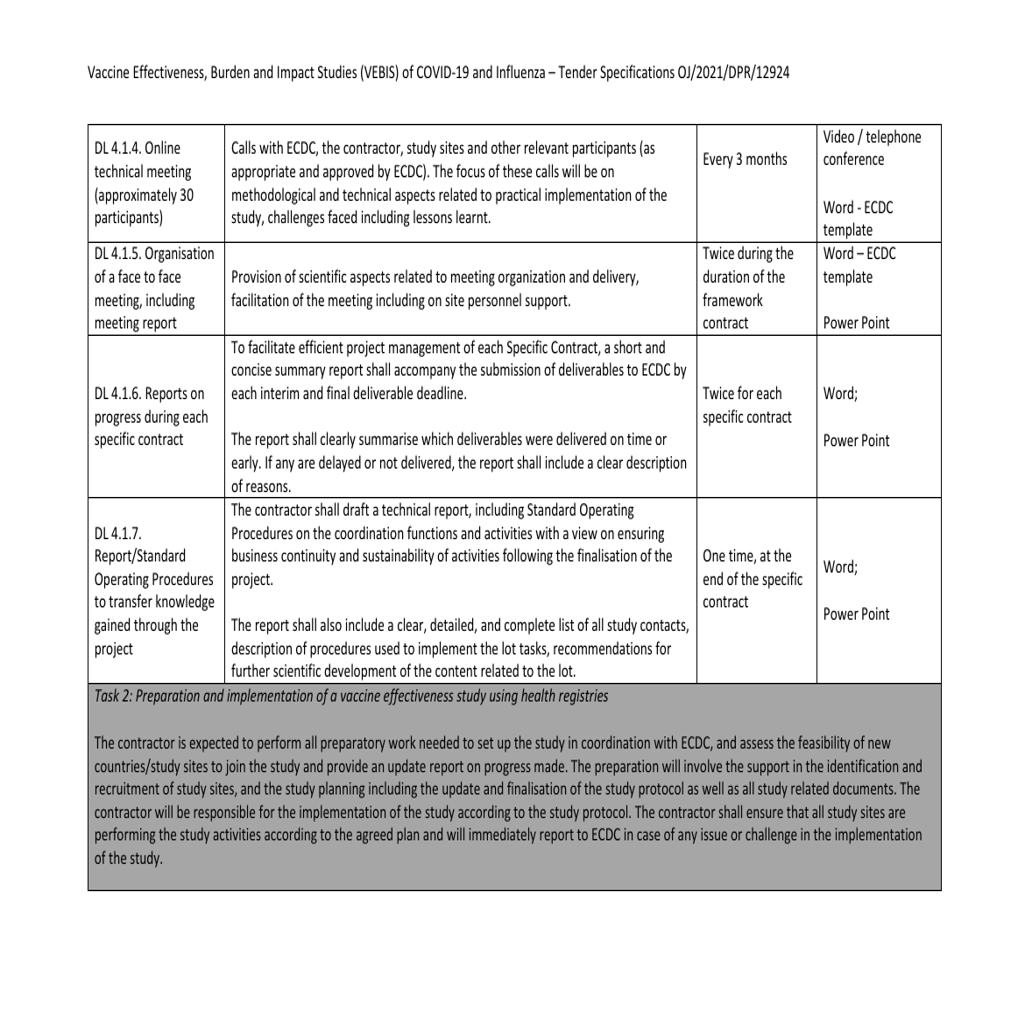 Vaccine Effectiveness, Burden and Impact Studies (VEBIS) of COVID-19 and Influenza – Tender Specifications OJ/2021/DPR/12924
DL 4.1.4. Online
technical meeting
(approximately 30
participants)
Calls with ECDC, the contractor, study sites and other relevant participants (as
appropriate and approved by ECDC). The focus of these calls will be on
methodological and technical aspects related to practical implementation of the
study, challenges faced including lessons learnt.
Every 3 months
Video / telephone
conference
Word - ECDC
template
DL 4.1.5. Organisation
of a face to face
meeting, including
meeting report
Provision of scientific aspects related to meeting organization and delivery,
facilitation of the meeting including on site personnel support.
Twice during the
duration of the
framework
contract
Word – ECDC
template
Power Point
DL 4.1.6. Reports on
progress during each
specific contract
To facilitate efficient project management of each Specific Contract, a short and
concise summary report shall accompany the submission of deliverables to ECDC by
each interim and final deliverable deadline.
The report shall clearly summarise which deliverables were delivered on time or
early. If any are delayed or not delivered, the report shall include a clear description
of reasons.
Twice for each
specific contract
Word;
Power Point
DL 4.1.7.
Report/Standard
Operating Procedures
to transfer knowledge
gained through the
project
The contractor shall draft a technical report, including Standard Operating
Procedures on the coordination functions and activities with a view on ensuring
business continuity and sustainability of activities following the finalisation of the
project.
The report shall also include a clear, detailed, and complete list of all study contacts,
description of procedures used to implement the lot tasks, recommendations for
further scientific development of the content related to the lot.
One time, at the
end of the specific
contract
Word;
Power Point
Task 2: Preparation and implementation of a vaccine effectiveness study using health registries
The contractor is expected to perform all preparatory work needed to set up the study in coordination with ECDC, and assess the feasibility of new
countries/study sites to join the study and provide an update report on progress made. The preparation will involve the support in the identification and
recruitment of study sites, and the study planning including the update and finalisation of the study protocol as well as all study related documents. The
contractor will be responsible for the implementation of the study according to the study protocol. The contractor shall ensure that all study sites are
performing the study activities according to the agreed plan and will immediately report to ECDC in case of any issue or challenge in the implementation
of the study.